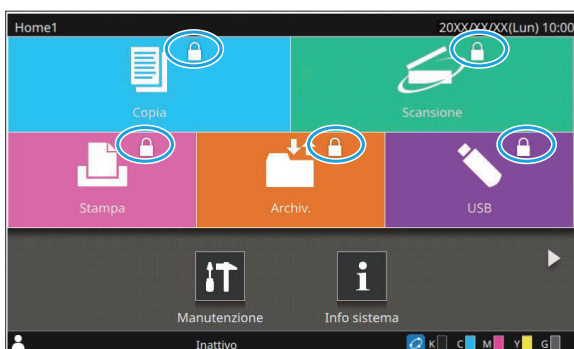 Home1 20XX/XX/XX(Lun) 10:00
Copia Scansione
Stampa Archiv. USB
Manutenzione Info sistema
Inattivo K C M Y G